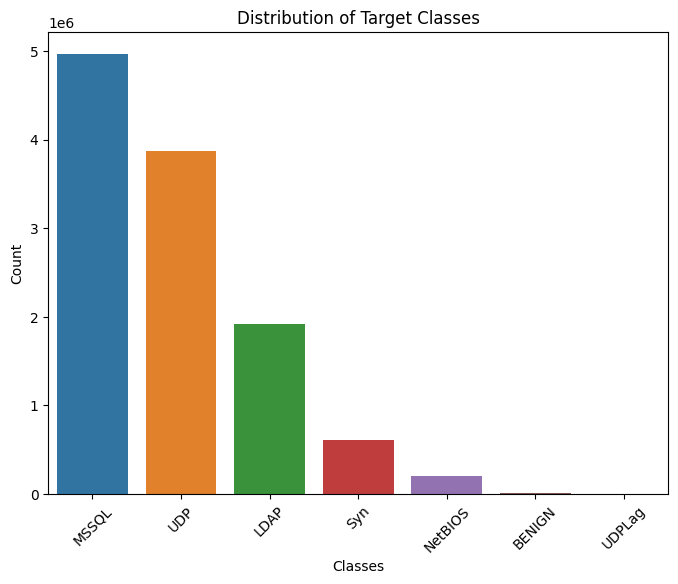 Distribution of Target Classes
1e6
5
4
3
2
1
0
Count
MSSQL
UDP
LDAP
Syn
NetBIOS
BENIGN
UDPLag
Classes